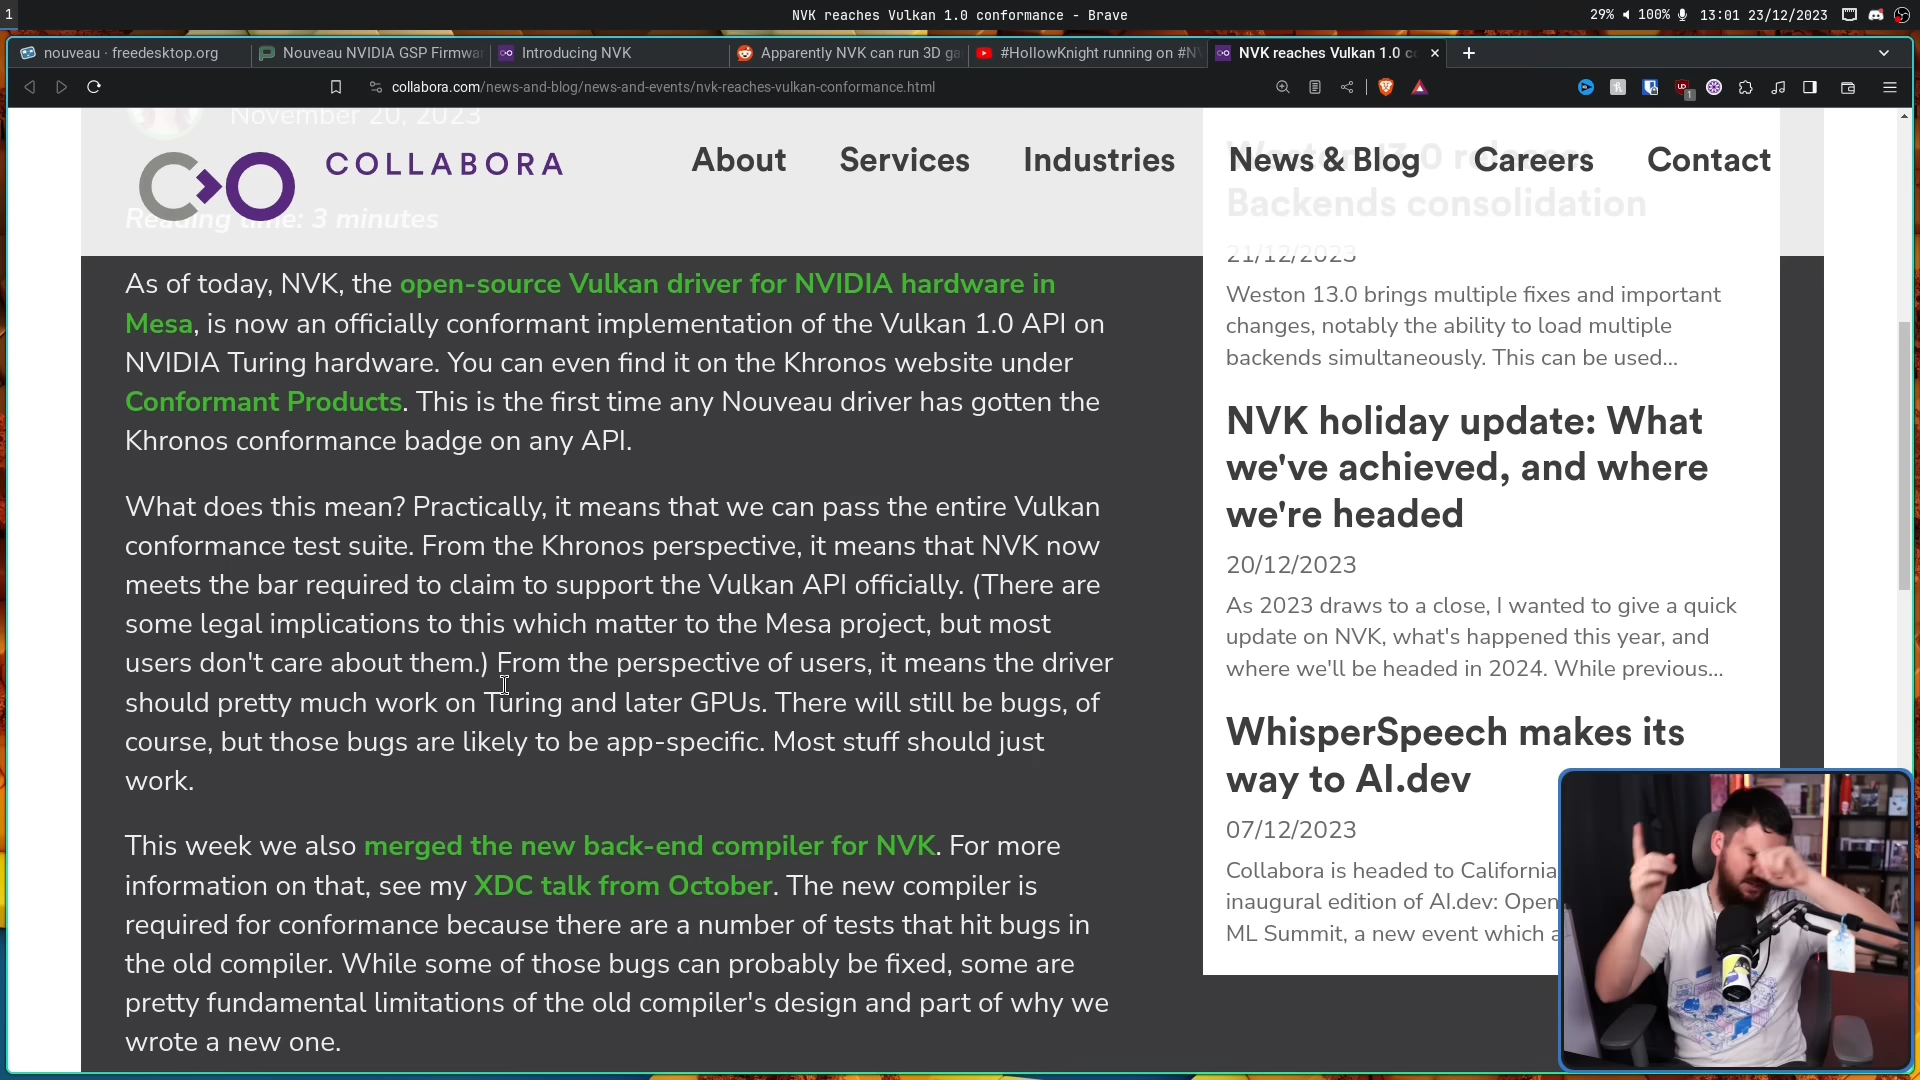 1
NVK reaches Vulkan 1.0 conformance - Brave
29% 100% 13:01 23/12/2023
nouveau · freedesktop.org
Nouveau NVIDIA GSP Firmwa
Introducing NVK
Apparently NVK can run 3D ga
#HollowKnight running on #NV
NVK reaches Vulkan 1.0 c
collabora.com/news-and-blog/news-and-events/nvk-reaches-vulkan-conformance.html
November 20, 2023
COLLABORA
About Services Industries News & Blog Careers Contact
Reading time: 3 minutes
As of today, NVK, the open-source Vulkan driver for NVIDIA hardware in
Mesa, is now an officially conformant implementation of the Vulkan 1.0 API on
NVIDIA Turing hardware. You can even find it on the Khronos website under
Conformant Products. This is the first time any Nouveau driver has gotten the
Khronos conformance badge on any API.
What does this mean? Practically, it means that we can pass the entire Vulkan
conformance test suite. From the Khronos perspective, it means that NVK now
meets the bar required to claim to support the Vulkan API officially. (There are
some legal implications to this which matter to the Mesa project, but most
users don't care about them.) From the perspective of users, it means the driver
should pretty much work on Turing and later GPUs. There will still be bugs, of
course, but those bugs are likely to be app-specific. Most stuff should just
work.
This week we also merged the new back-end compiler for NVK. For more
information on that, see my XDC talk from October. The new compiler is
required for conformance because there are a number of tests that hit bugs in
the old compiler. While some of those bugs can probably be fixed, some are
pretty fundamental limitations of the old compiler's design and part of why we
wrote a new one.
Weston 13.0 release:
Backends consolidation
21/12/2023
Weston 13.0 brings multiple fixes and important
changes, notably the ability to load multiple
backends simultaneously. This can be used...
NVK holiday update: What
we've achieved, and where
we're headed
20/12/2023
As 2023 draws to a close, I wanted to give a quick
update on NVK, what's happened this year, and
where we'll be headed in 2024. While previous...
WhisperSpeech makes its
way to AI.dev
07/12/2023
Collabora is headed to California
inaugural edition of AI.dev: Open
ML Summit, a new event which a